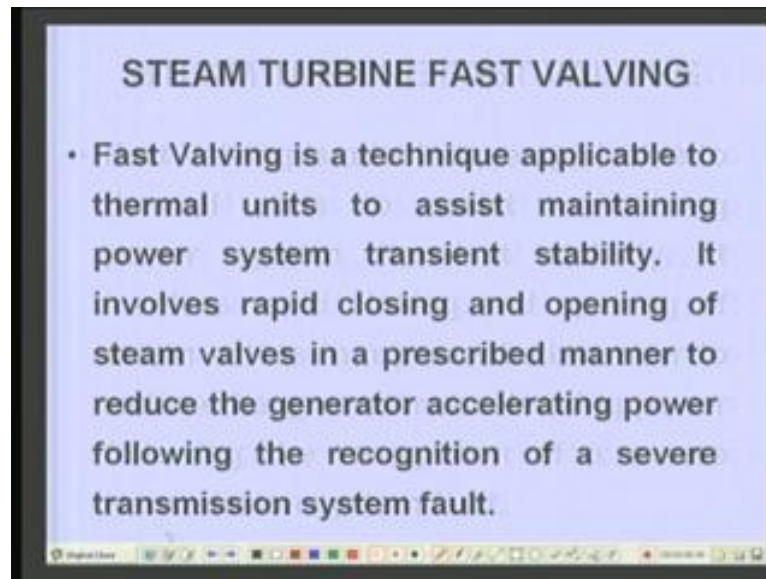 STEAM TURBINE FAST VALVING
• Fast Valving is a technique applicable to
thermal units to assist maintaining
power system transient stability. It
involves rapid closing and opening of
steam valves in a prescribed manner to
reduce the generator accelerating power
following the recognition of a severe
transmission system fault.